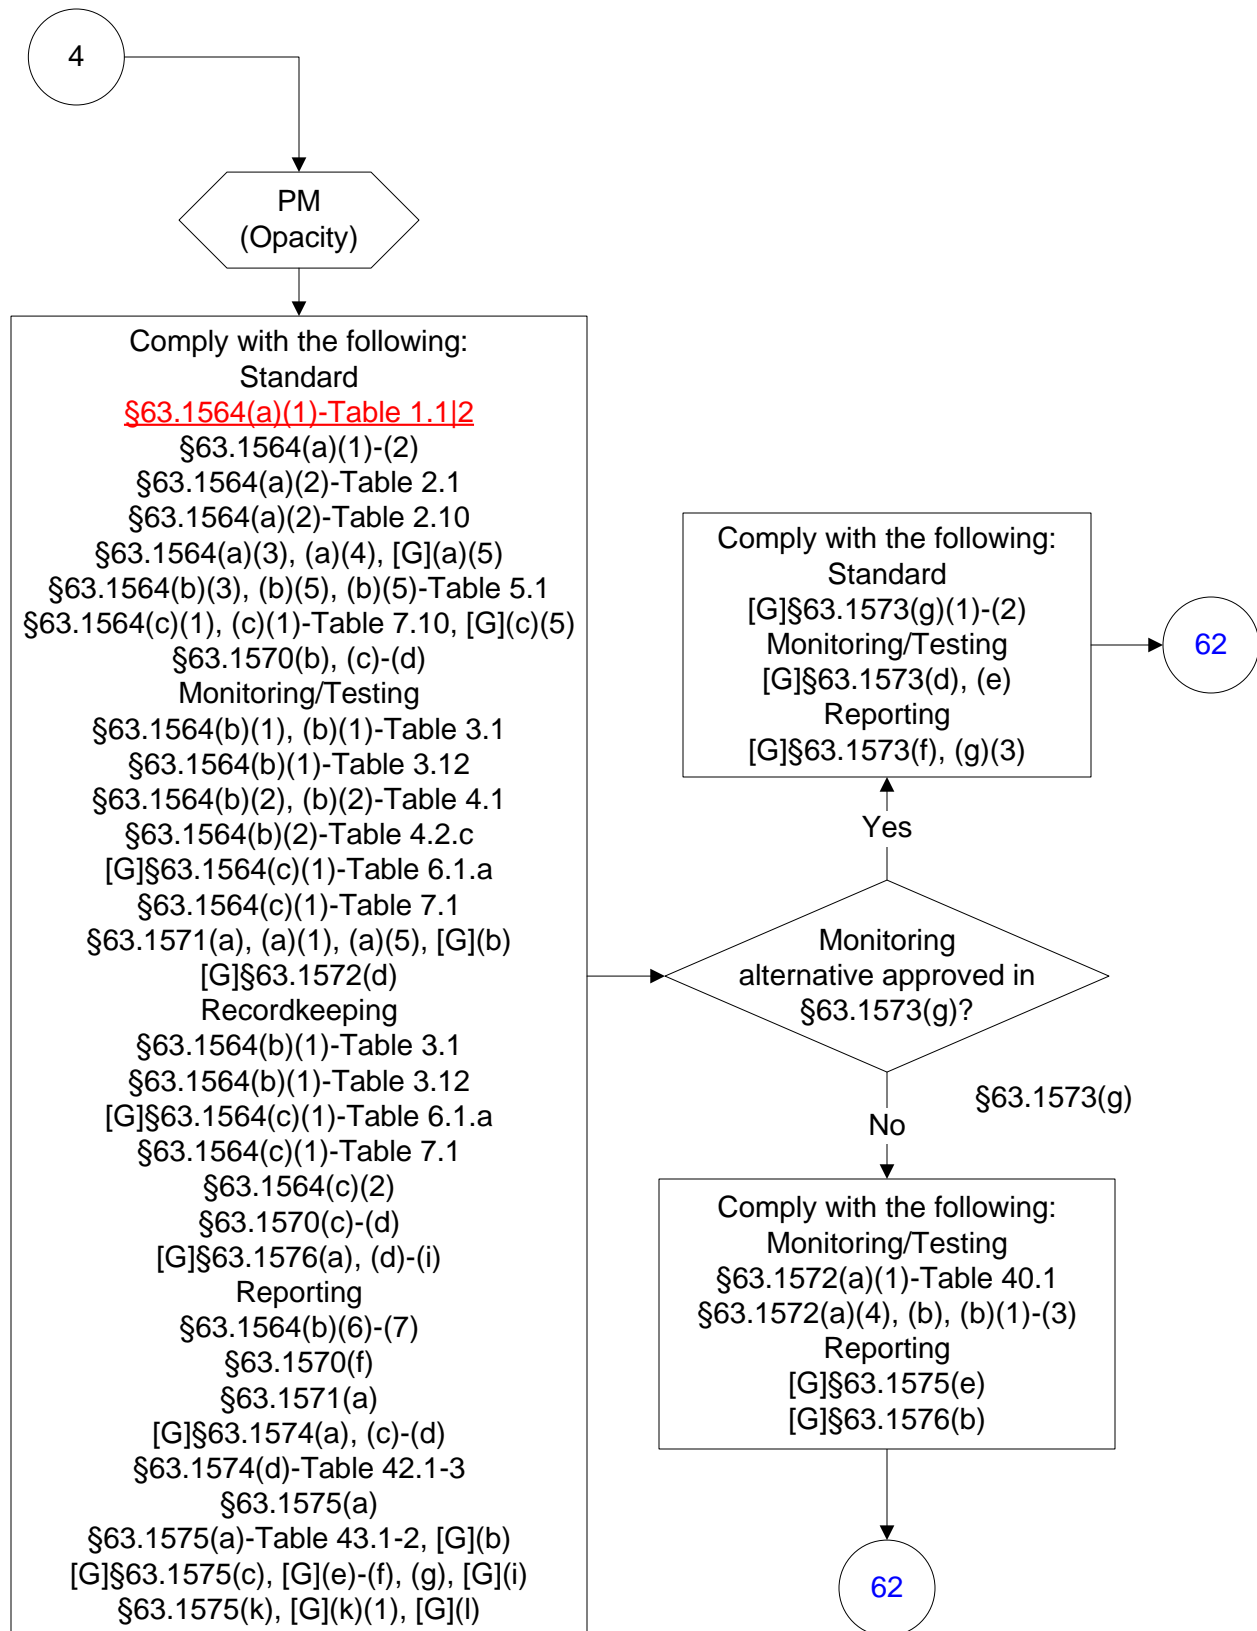 4
PM
(Opacity)
Comply with the following:
Standard
§63.1564(a)(1)-Table 1.1|2
§63.1564(a)(1)-(2)
§63.1564(a)(2)-Table 2.1
§63.1564(a)(2)-Table 2.10
§63.1564(a)(3), (a)(4), [G](a)(5)
§63.1564(b)(3), (b)(5), (b)(5)-Table 5.1
§63.1564(c)(1), (c)(1)-Table 7.10, [G](c)(5)
§63.1570(b), (c)-(d)
Monitoring/Testing
§63.1564(b)(1), (b)(1)-Table 3.1
§63.1564(b)(1)-Table 3.12
§63.1564(b)(2), (b)(2)-Table 4.1
§63.1564(b)(2)-Table 4.2.c
[G]§63.1564(c)(1)-Table 6.1.a
§63.1564(c)(1)-Table 7.1
§63.1571(a), (a)(1), (a)(5), [G](b)
[G]§63.1572(d)
Recordkeeping
§63.1564(b)(1)-Table 3.1
§63.1564(b)(1)-Table 3.12
[G]§63.1564(c)(1)-Table 6.1.a
§63.1564(c)(1)-Table 7.1
§63.1564(c)(2)
§63.1570(c)-(d)
[G]§63.1576(a), (d)-(i)
Reporting
§63.1564(b)(6)-(7)
§63.1570(f)
§63.1571(a)
[G]§63.1574(a), (c)-(d)
§63.1574(d)-Table 42.1-3
§63.1575(a)
§63.1575(a)-Table 43.1-2, [G](b)
[G]§63.1575(c), [G](e)-(f), (g), [G](i)
§63.1575(k), [G](k)(1), [G](l)
Monitoring
alternative approved in
§63.1573(g)?
§63.1573(g)
Yes
Comply with the following:
Standard
[G]§63.1573(g)(1)-(2)
Monitoring/Testing
[G]§63.1573(d), (e)
Reporting
[G]§63.1573(f), (g)(3)
62
No
Comply with the following:
Monitoring/Testing
§63.1572(a)(1)-Table 40.1
§63.1572(a)(4), (b), (b)(1)-(3)
Reporting
[G]§63.1575(e)
[G]§63.1576(b)
62